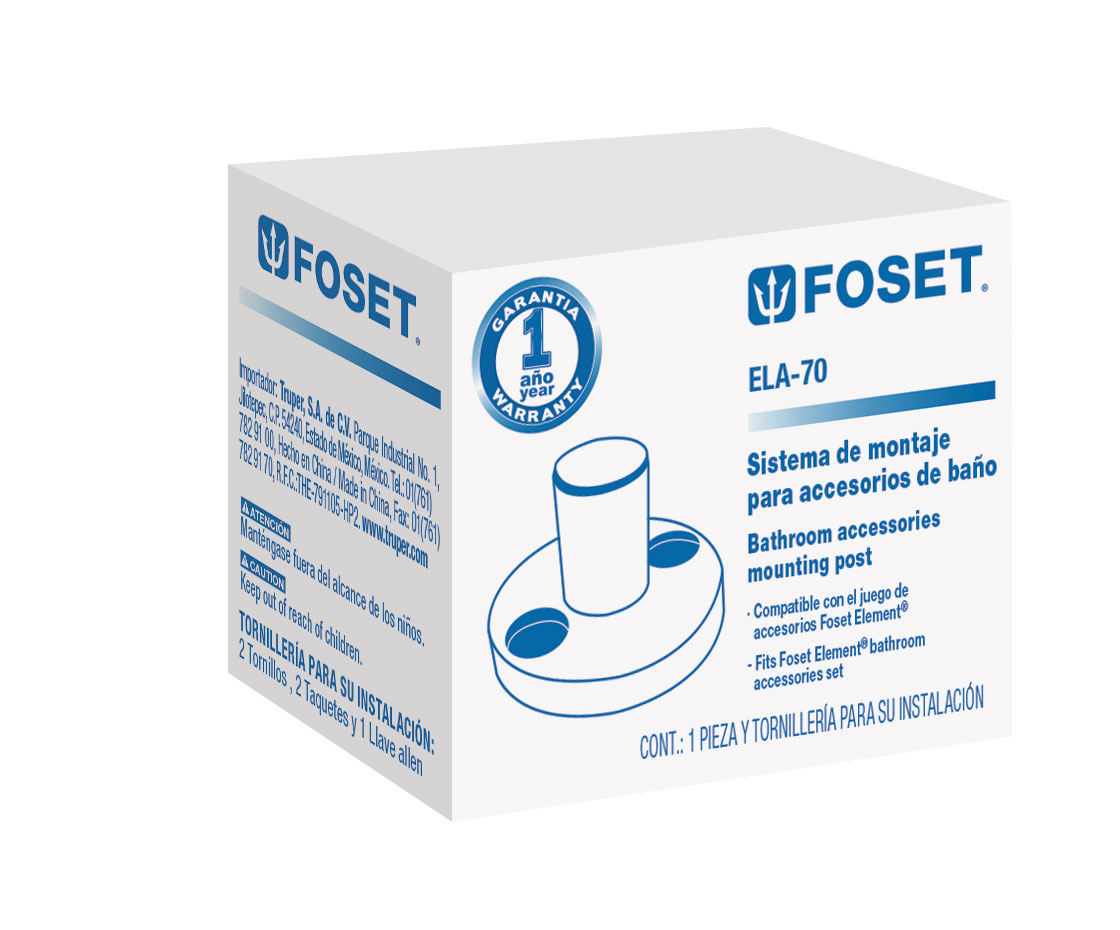 FOSET®
Importador: Truper, S.A. de C.V. Parque Industrial No. 1,
Jilotepec, C.P. 54240, Estado de México, México. Tel.: 01(761)
782 91 00, Hecho en China / Made in China, Fax: 01(761)
782 91 70, R.F.C.:THE-791105-HP2. www.truper.com
ATENCIÓN
Manténgase fuera del alcance de los niños.
CAUTION
Keep out of reach of children.
TORNILLERÍA PARA SU INSTALACIÓN:
2 Tornillos , 2 Taquetes y 1 Llave allen
GARANTIA
1
año
year
WARRANTY
FOSET®
ELA-70
Sistema de montaje
para accesorios de baño
Bathroom accessories
mounting post
· Compatible con el juego de
accesorios Foset Element®
- Fits Foset Element® bathroom
accessories set
CONT.: 1 PIEZA Y TORNILLERÍA PARA SU INSTALACIÓN